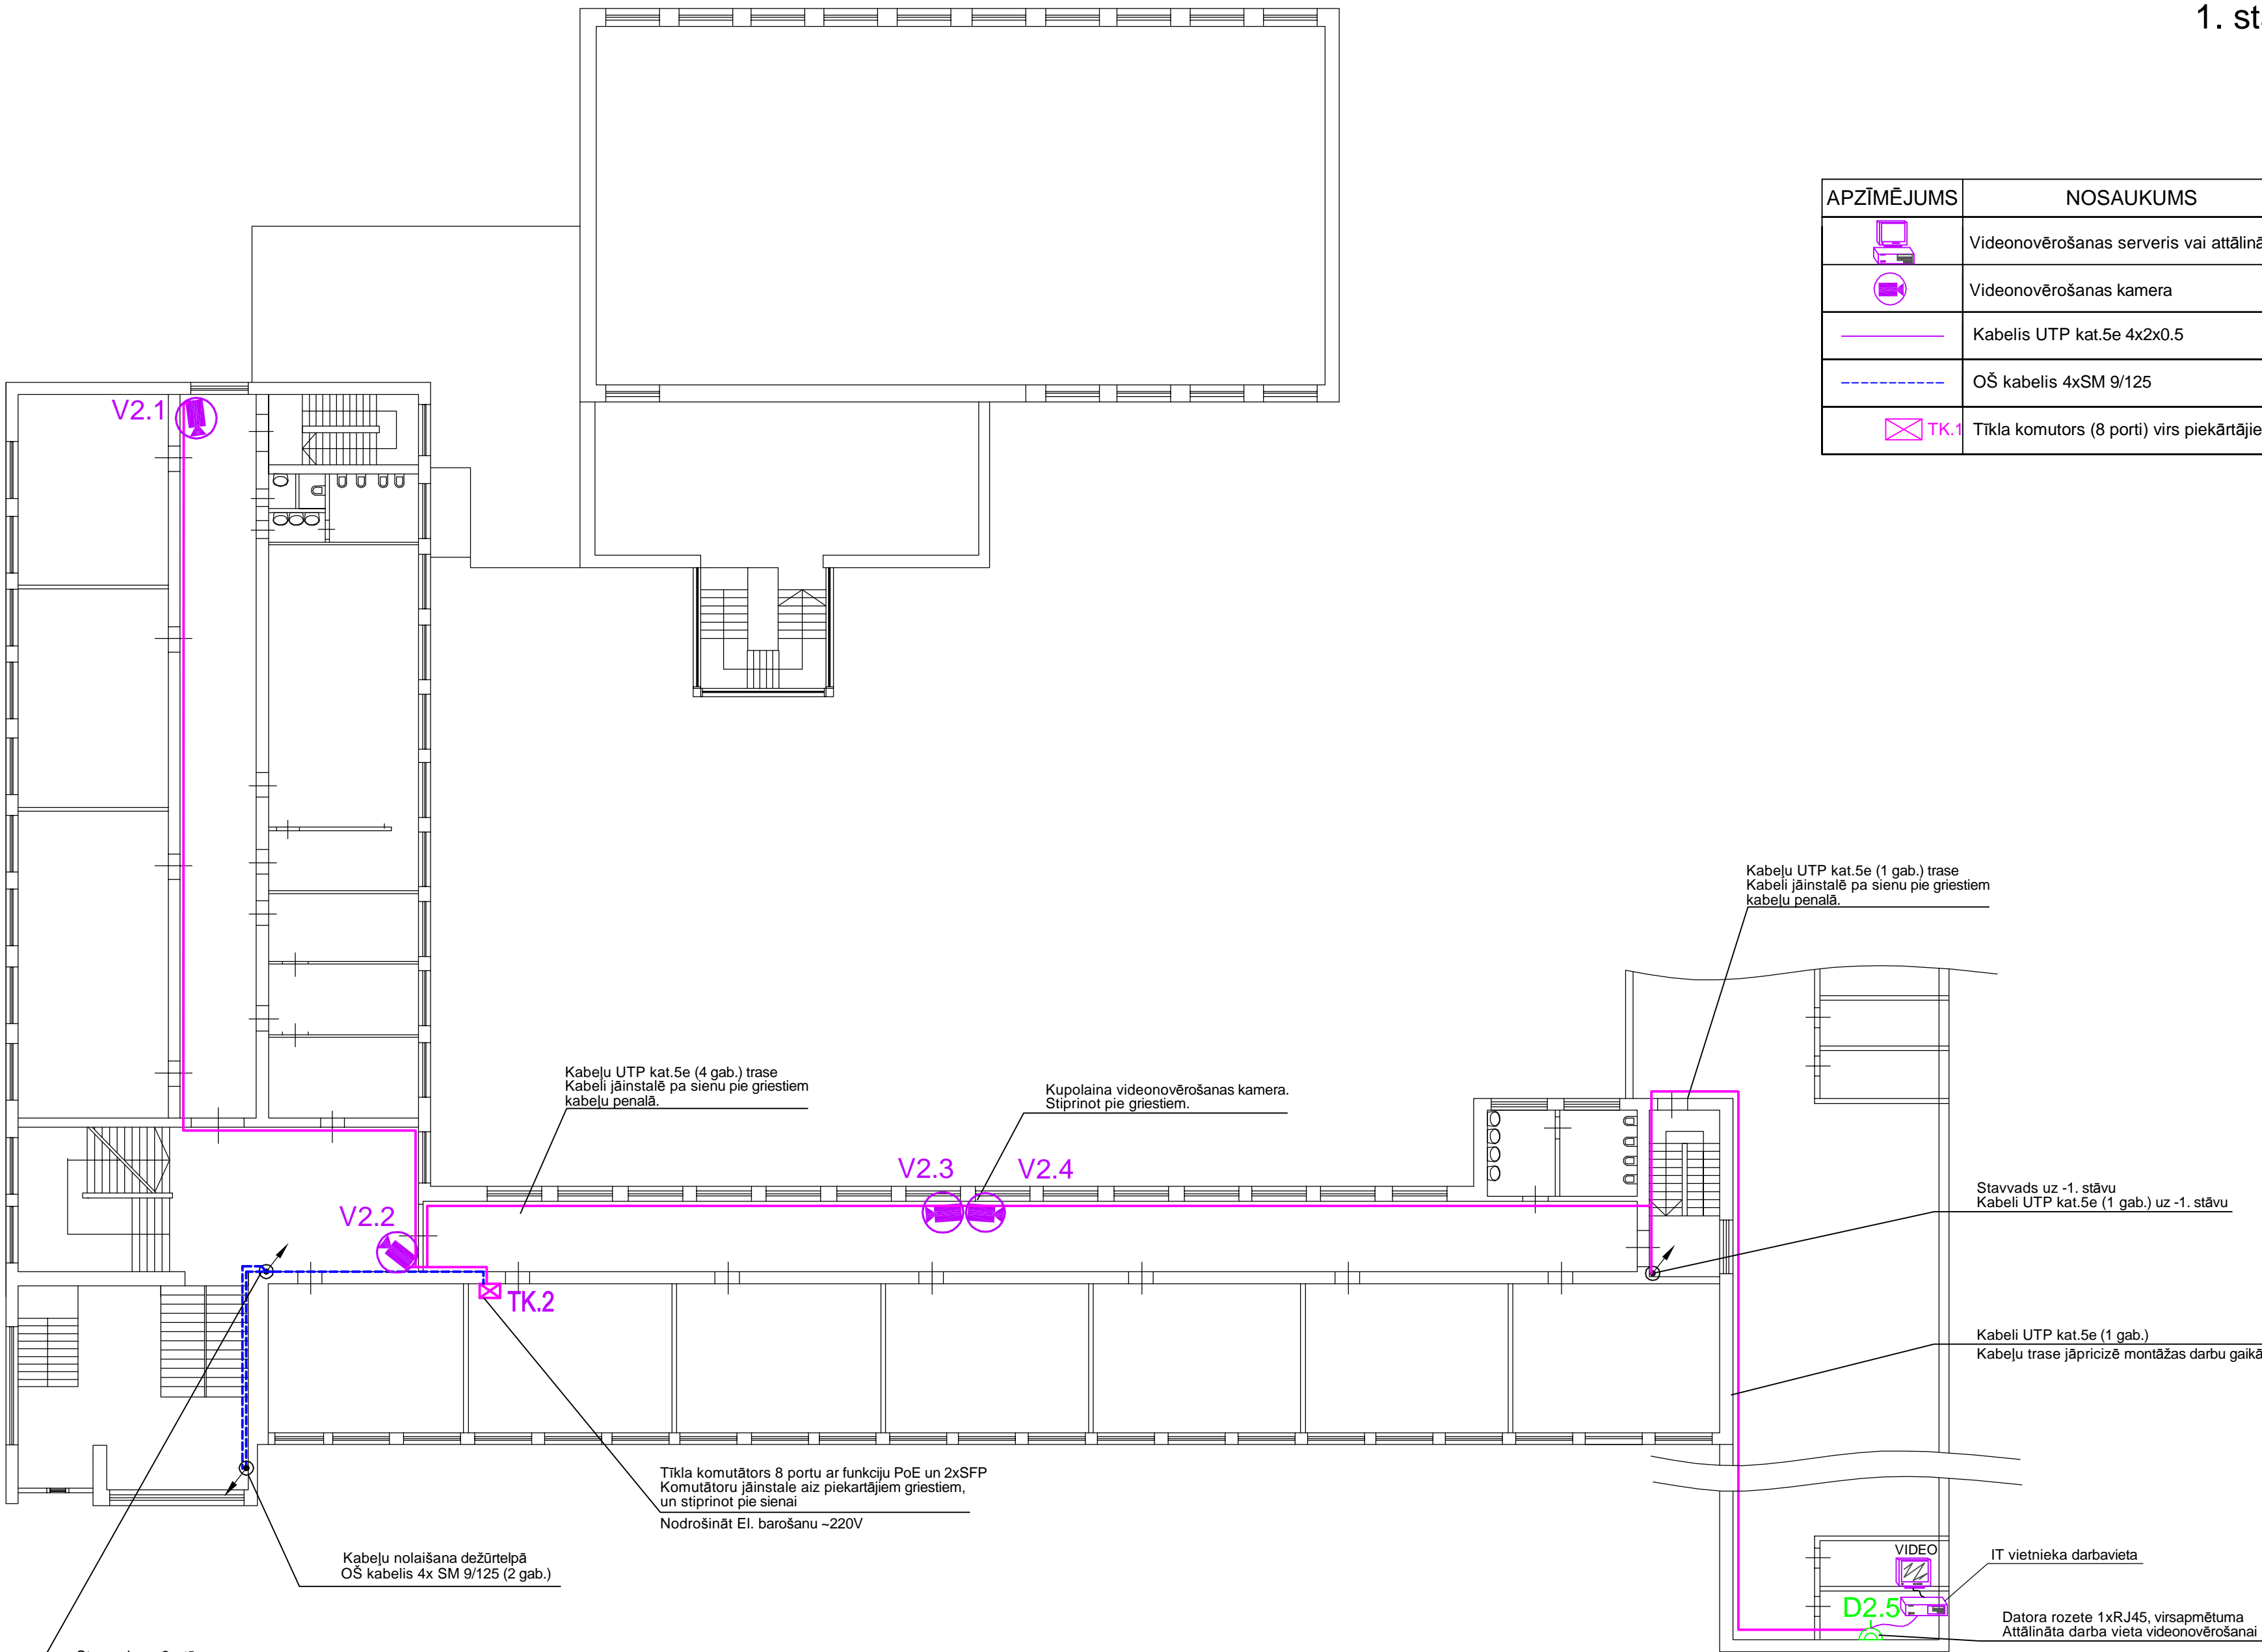 1. st
APZĪMĒJUMS NOSAUKUMS
Videonovērošanas serveris vai
Videonovērošanas kamera
Kabelis UTP kat.5e 4x2x0.5
OŠ kabelis 4xSM 9/125
TK.1 Tīkla komutors (8 porti) virs
V2.1
Kabeļu UTP kat.5e (1 gab.) trase
Kabeli jāinstalē pa sienu pie griestiem
kabeļu penalā.
Kabeļu UTP kat.5e (4 gab.) trase
Kabeli jāinstalē pa sienu pie griestiem
kabeļu penalā.
Kupolaina videonovērošanas kamera.
Stiprinot pie griestiem.
V2.3 V2.4
V2.2
Stavvads uz -1. stāvu
Kabeli UTP kat.5e (1 gab.) uz -1. stāvu
TK.2
Kabeli UTP kat.5e (1 gab.)
Kabeļu trase jāpricizē montāžas darbu gaikā
Tīkla komutātors 8 portu ar funkciju PoE un 2xSFP
Komutātoru jāinstale aiz piekartājiem griestiem,
un stiprinot pie sienai
Nodrošināt El. barošanu ~220V
Kabeļu nolaišana dežūrtelpā
OŠ kabelis 4x SM 9/125 (2 gab.)
VIDEO
IT vietnieka darbavieta
D2.5
Datora rozete 1xRJ45, virsapmētuma
Attālināta darba vieta videonovērošanai